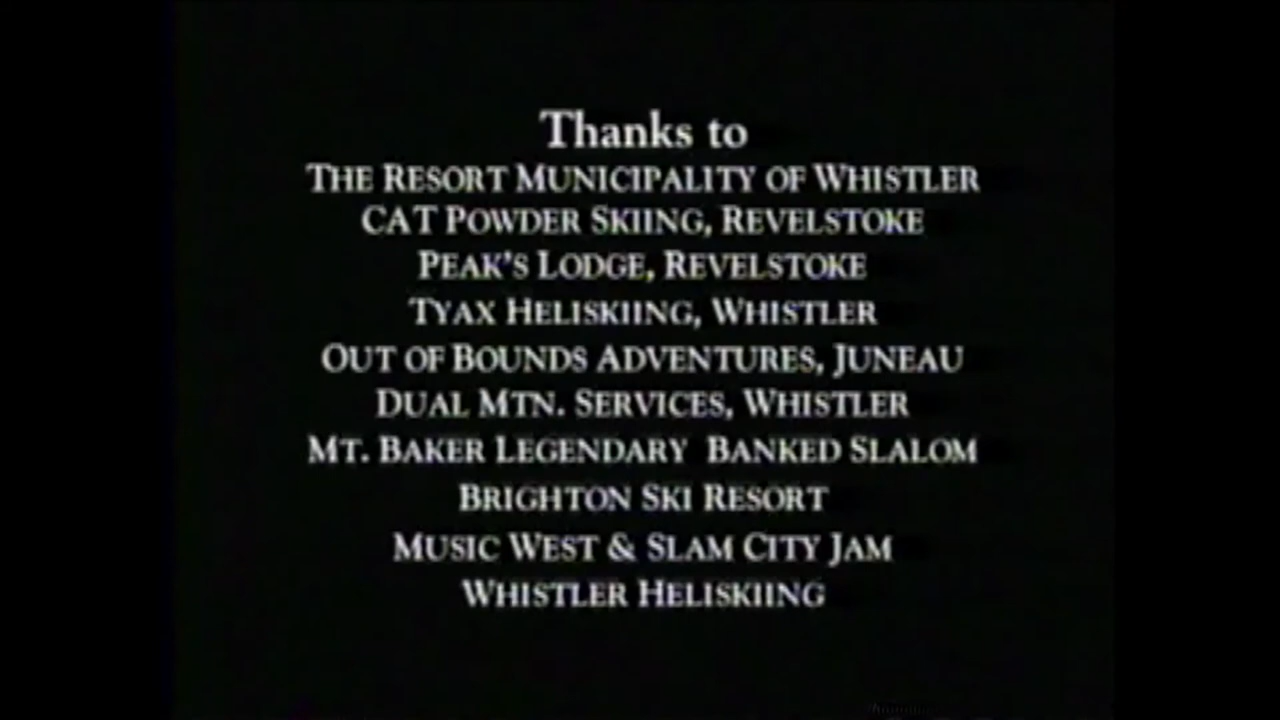 Thanks to
THE RESORT MUNICIPALITY OF WHISTLER
CAT POWDER SKIING, REVELSTOKE
PEAK'S LODGE, REVELSTOKE
TYAX HELISKIING, WHISTLER
OUT OF BOUNDS ADVENTURES, JUNEAU
DUAL MTN. SERVICES, WHISTLER
MT. BAKER LEGENDARY BANKED SLALOM
BRIGHTON SKI RESORT
MUSIC WEST & SLAM CITY JAM
WHISTLER HELISKIING